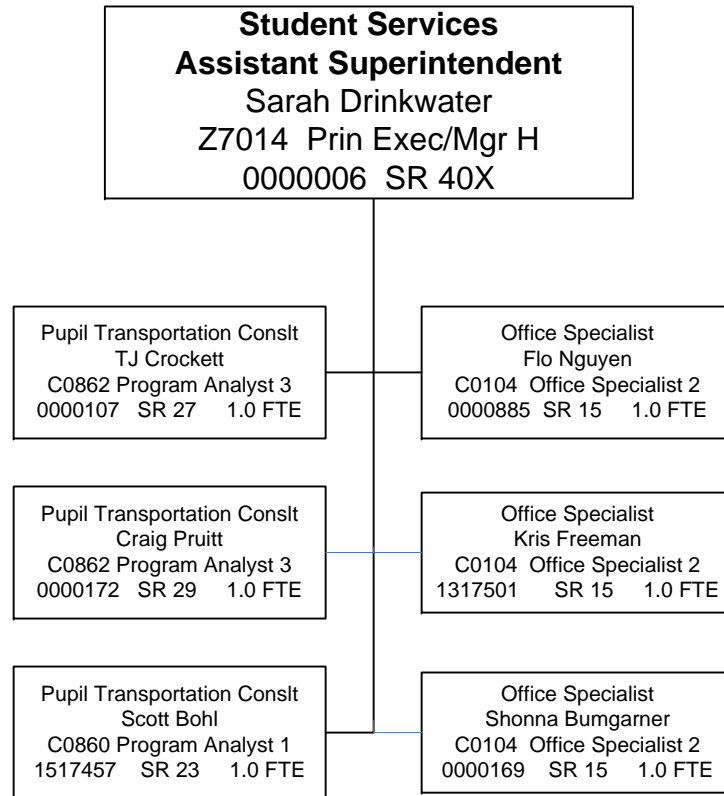 Student Services
Assistant Superintendent
Sarah Drinkwater
Z7014 Prin Exec/Mgr H
0000006 SR 40X
Pupil Transportation Conslt
TJ Crockett
C0862 Program Analyst 3
0000107 SR 27 1.0 FTE
Office Specialist
Flo Nguyen
C0104 Office Specialist 2
0000885 SR 15 1.0 FTE
Pupil Transportation Conslt
Craig Pruitt
C0862 Program Analyst 3
0000172 SR 29 1.0 FTE
Office Specialist
Kris Freeman
C0104 Office Specialist 2
1317501 SR 15 1.0 FTE
Pupil Transportation Conslt
Scott Bohl
C0860 Program Analyst 1
1517457 SR 23 1.0 FTE
Office Specialist
Shonna Bumgarner
C0104 Office Specialist 2
0000169 SR 15 1.0 FTE